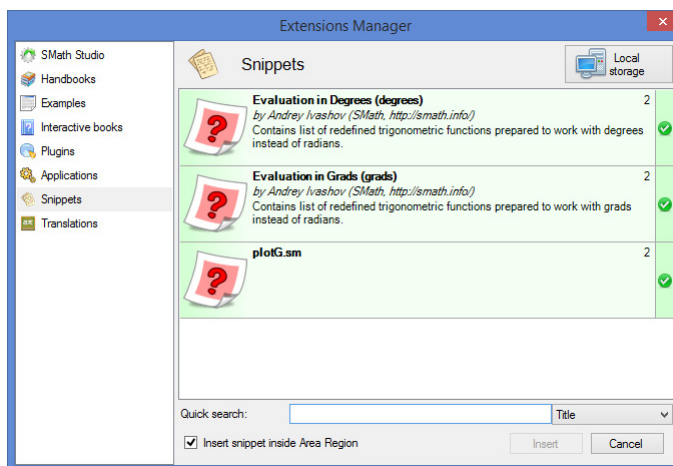 Extensions Manager
SMath Studio
Handbooks
Examples
Interactive books
Plugins
Applications
Snippets
Translations
Snippets
Local
storage
Evaluation in Degrees (degrees) 2
by Andrey Ivashov (SMath, http://smath.info/)
Contains list of redefined trigonometric functions prepared to work with degrees
instead of radians.
Evaluation in Grads (grads) 2
by Andrey Ivashov (SMath, http://smath.info/)
Contains list of redefined trigonometric functions prepared to work with grads
instead of radians.
plotG.sm 2
Quick search: Title
Insert snippet inside Area Region Insert Cancel